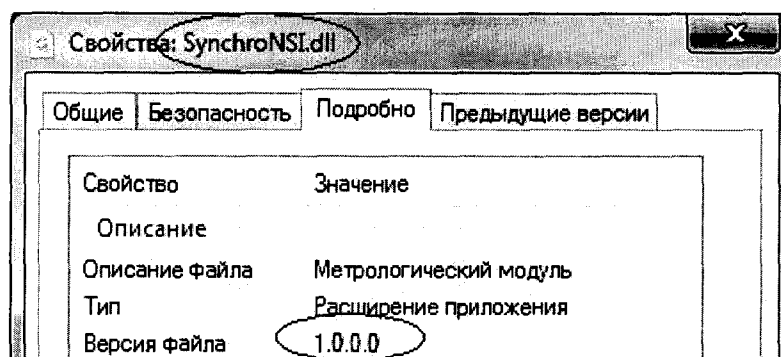 Свойства: SynchroNSI.dll
Общие Безопасность Подробно Предыдущие версии
Свойство Значение
Описание
Описание файла Метрологический модуль
Тип Расширение приложения
Версия файла 1.0.0.0